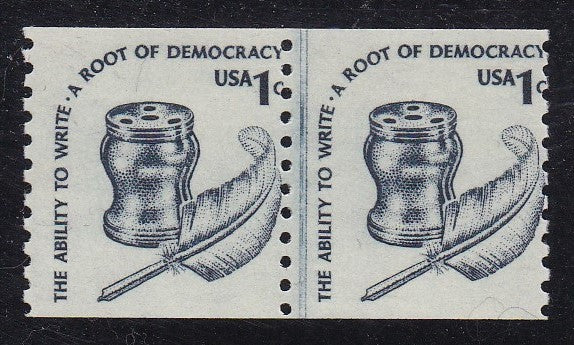 THE ABILITY TO WRITE · A ROOT OF DEMOCRACY
USA 1c
THE ABILITY TO WRITE · A ROOT OF DEMOCRACY
USA 1c